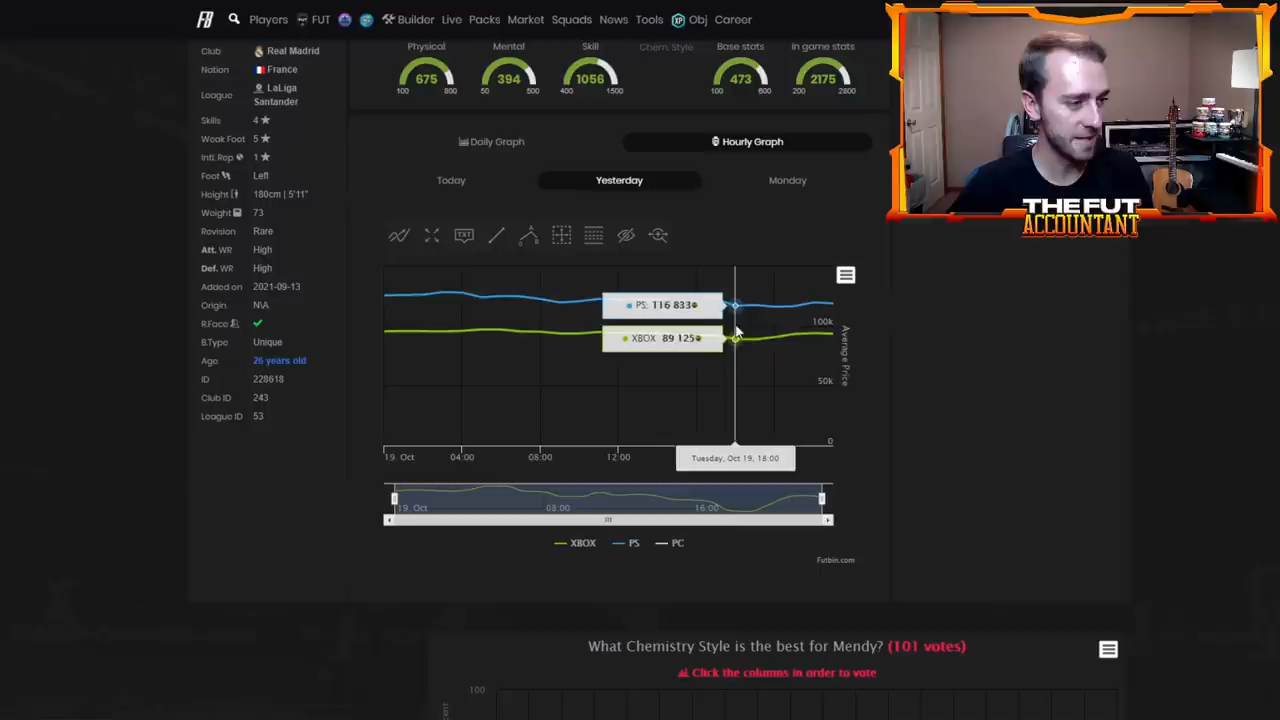 FB Players FUT Builder Live Packs Market Squads News Tools XP Obj Career
Club Real Madrid
Nation France
League LaLiga Santander
Skills 4
Weak Foot 5
Intl.Rep 1
Foot Left
Height 180cm | 5'11"
Weight 73
Revision Rare
Att. WR High
Def. WR High
Added on 2021-09-13
Origin N\A
R.Face
B.Type Unique
Age 26 years old
ID 228618
Club ID 243
League ID 53
Physical Mental Skill Chem. Style Base stats In game stats
675 394 1056 473 2175
100 800 50 500 400 1500 100 600 200 2800
Daily Graph Hourly Graph
Today Yesterday Monday
TXT
PS: 116 833
XBOX 89 125
100k
50k
0
Average Price
19. Oct 04:00 08:00 12:00
Tuesday, Oct 19, 18:00
19. Oct 08:00 16:00
XBOX PS PC
Futbin.com
What Chemistry Style is the best for Mendy? (101 votes)
Click the columns in order to vote
100
THE FUT
ACCOUNTANT